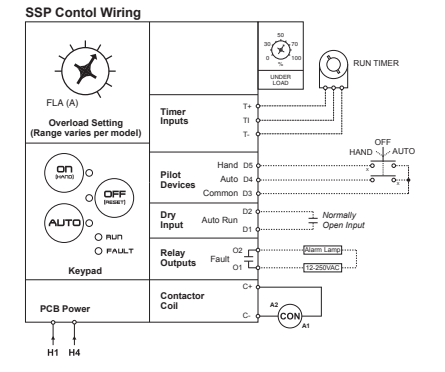 SSP Contol Wiring
FLA (A)
Overload Setting
(Range varies per model)
ON
(HAND)
OFF
(RESET)
AUTO
RUN
FAULT
Keypad
PCB Power
H1 H4
50
30 70
0 100
%
UNDER
LOAD
RUN TIMER
Timer
Inputs
T+
TI
T-
Pilot
Devices
Hand D5
Auto D4
Common D3
OFF
HAND AUTO
x
x
Dry
Input
Auto Run
D2
D1
Normally
Open Input
Relay
Outputs
Fault
O2
O1
Alarm Lamp
12-250VAC
Contactor
Coil
C+
C-
A2
CON
A1